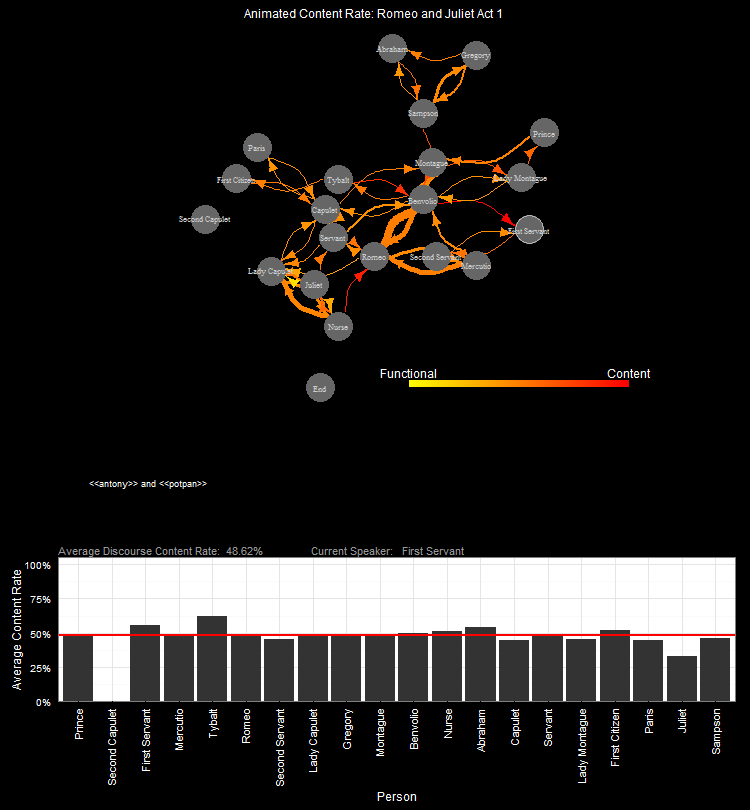 Animated Content Rate: Romeo and Juliet Act 1
Abraham
Gregory
Sampson
Prince
Paris
Montague
First Citizen
Tybalt
Lady Montague
Benvolio
Capulet
Second Capulet
First Servant
Servant
Romeo
Second Servant
Mercutio
Lady Capulet
Juliet
Nurse
End
Functional Content
<<antony>> and <<potpan>>
Average Discourse Content Rate: 48.62% Current Speaker: First Servant
Average Content Rate
100%
75%
50%
25%
0%
Prince
Second Capulet
First Servant
Mercutio
Tybalt
Romeo
Second Servant
Lady Capulet
Gregory
Montague
Benvolio
Nurse
Abraham
Capulet
Servant
Lady Montague
First Citizen
Paris
Juliet
Sampson
Person